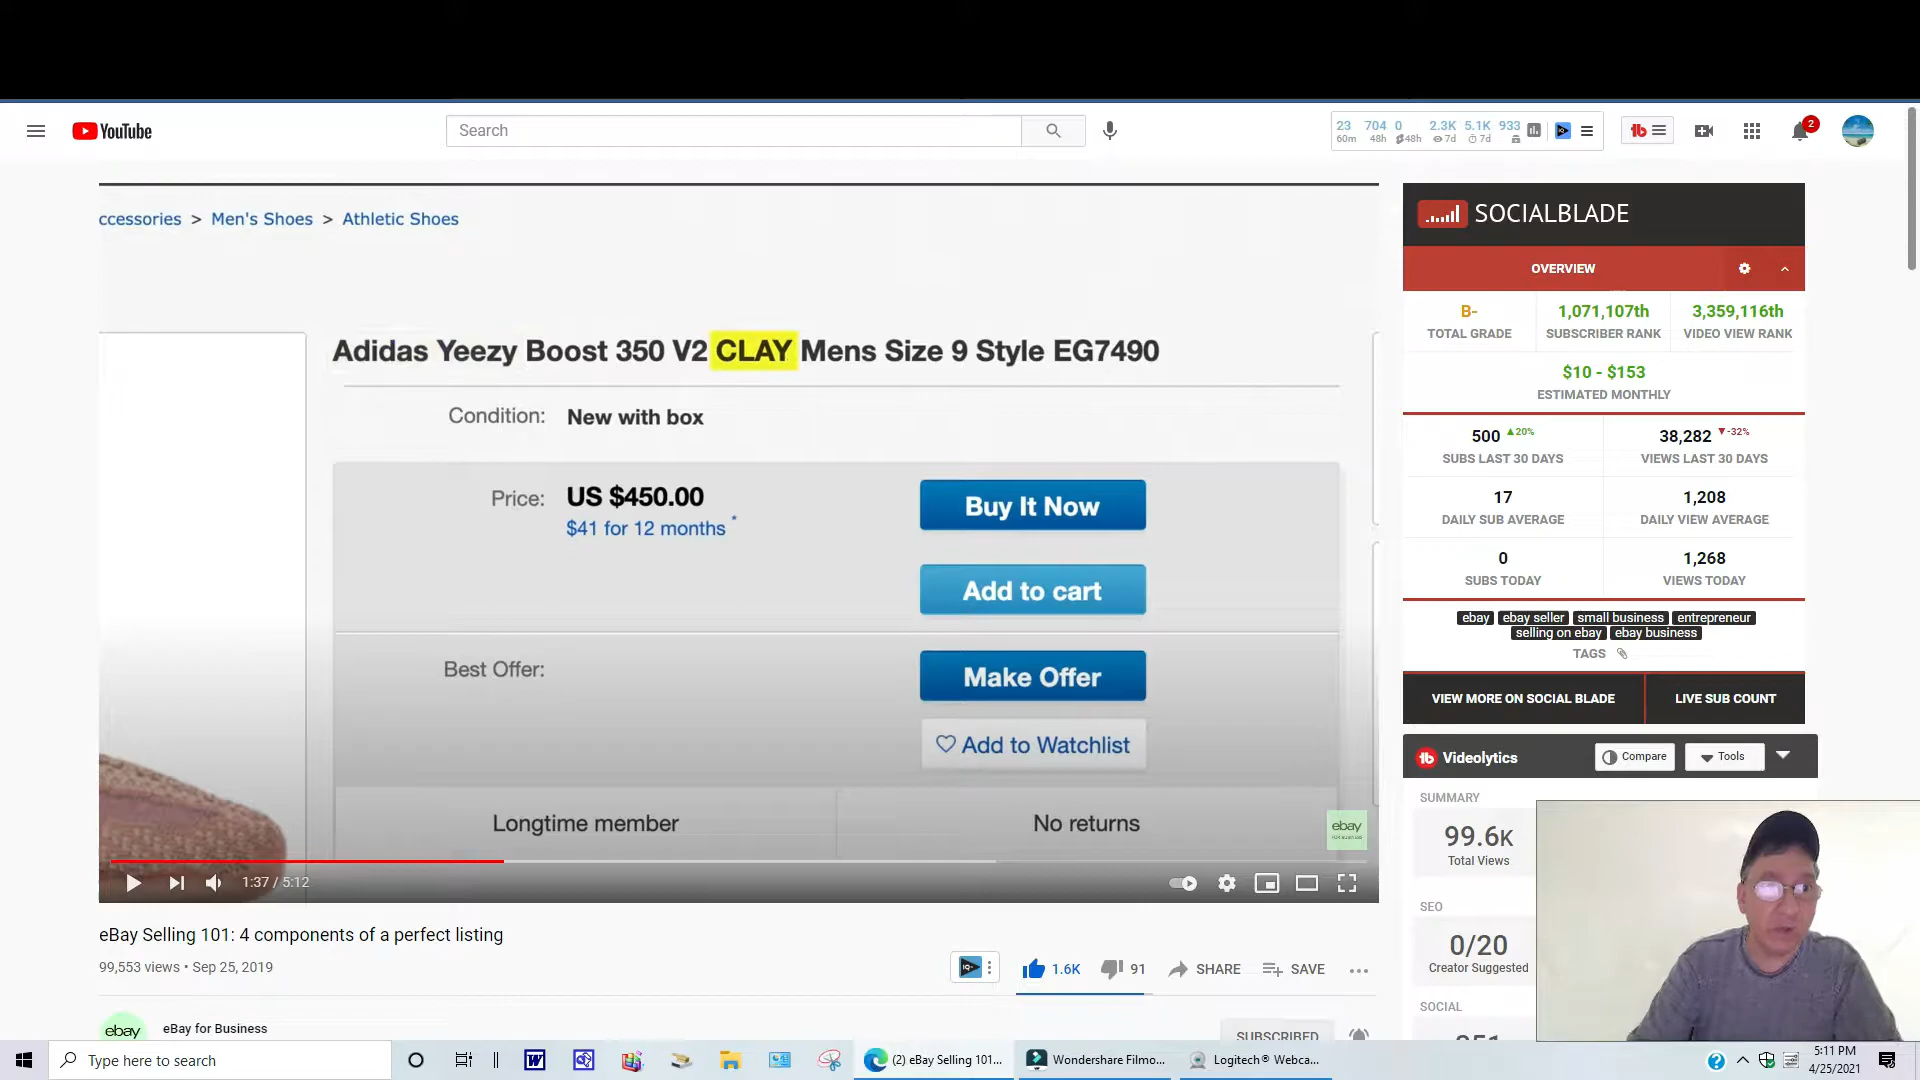 YouTube
Search
23 704 0 2.3K 5.1K 933
60m 48h 48h 7d 7d
2
ccessories > Men's Shoes > Athletic Shoes
Adidas Yeezy Boost 350 V2 CLAY Mens Size 9 Style EG7490
Condition: New with box
Price: US $450.00
$41 for 12 months *
Buy It Now
Add to cart
Best Offer:
Make Offer
Add to Watchlist
Longtime member
No returns
ebay
1:37 / 5:12
eBay Selling 101: 4 components of a perfect listing
99,553 views • Sep 25, 2019
IQ
1.6K
91
SHARE
SAVE
ebay
eBay for Business
SUBSCRIBED
SOCIALBLADE
OVERVIEW
B- 1,071,107th 3,359,116th
TOTAL GRADE SUBSCRIBER RANK VIDEO VIEW RANK
$10 - $153
ESTIMATED MONTHLY
500 ▲20% 38,282 ▼-32%
SUBS LAST 30 DAYS VIEWS LAST 30 DAYS
17 1,208
DAILY SUB AVERAGE DAILY VIEW AVERAGE
0 1,268
SUBS TODAY VIEWS TODAY
ebay ebay seller small business entrepreneur
selling on ebay ebay business
TAGS
VIEW MORE ON SOCIAL BLADE LIVE SUB COUNT
Videolytics Compare Tools
SUMMARY
99.6K
Total Views
SEO
0/20
Creator Suggested
SOCIAL
Type here to search
(2) eBay Selling 101...
Wondershare Filmo...
Logitech® Webca...
5:11 PM
4/25/2021